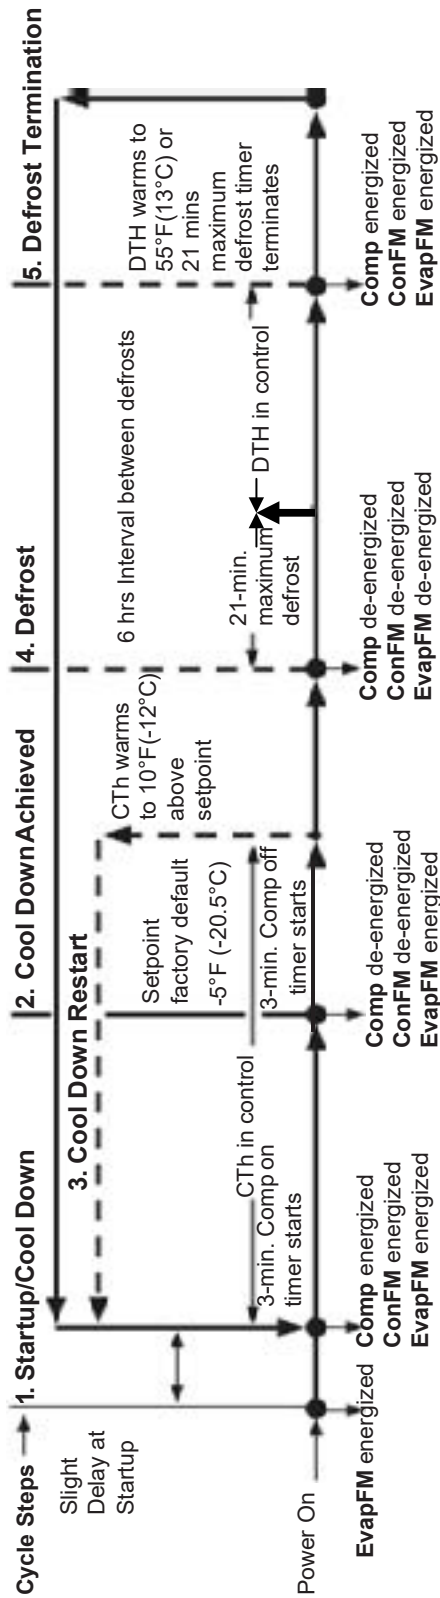 Cycle Steps
1. Startup/Cool Down
2. Cool Down Achieved
4. Defrost
5. Defrost Termination
Slight
Delay at
Startup
3. Cool Down Restart
Setpoint
factory default
-5°F (-20.5°C)
CTh warms
to 10°F(-12°C)
above
setpoint
6 hrs Interval between defrosts
DTH warms to
55°F(13°C) or
21 mins
maximum
defrost timer
terminates
CTh in control
3-min. Comp on
timer starts
3-min. Comp off
timer starts
21-min.
maximum
defrost
DTH in control
Power On
EvapFM energized
Comp energized
ConFM energized
EvapFM energized
Comp de-energized
ConFM de-energized
EvapFM energized
Comp de-energized
ConFM de-energized
EvapFM de-energized
Comp energized
ConFM energized
EvapFM energized